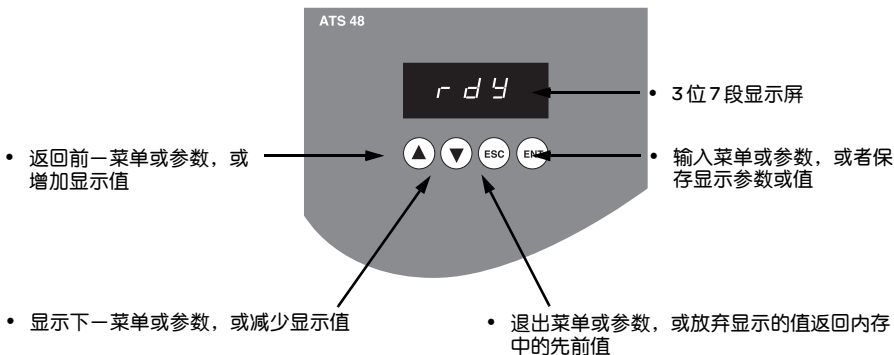 ATS 48
rdY
• 3位7段显示屏
• 返回前一菜单或参数，或
增加显示值
ESC
ENT
• 输入菜单或参数，或者保
存显示参数或值
• 显示下一菜单或参数，或减少显示值
• 退出菜单或参数，或放弃显示的值返回内存
中的先前值